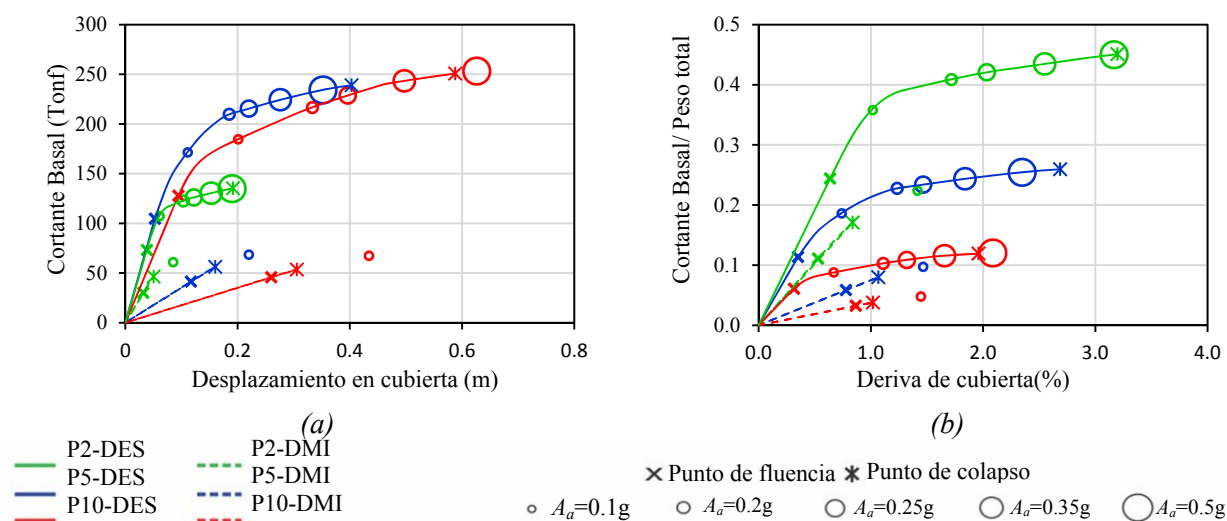 300
250
200
150
100
50
0
Cortante Basal (Tonf)
0 0.2 0.4 0.6 0.8
Desplazamiento en cubierta (m)
(a)
0.5
0.4
0.3
0.2
0.1
0.0
Cortante Basal/ Peso total
0.0 1.0 2.0 3.0 4.0
Deriva de cubierta(%)
(b)
P2-DES P2-DMI
P5-DES P5-DMI
P10-DES P10-DMI
Punto de fluencia Punto de colapso
Aa=0.1g Aa=0.2g Aa=0.25g Aa=0.35g Aa=0.5g